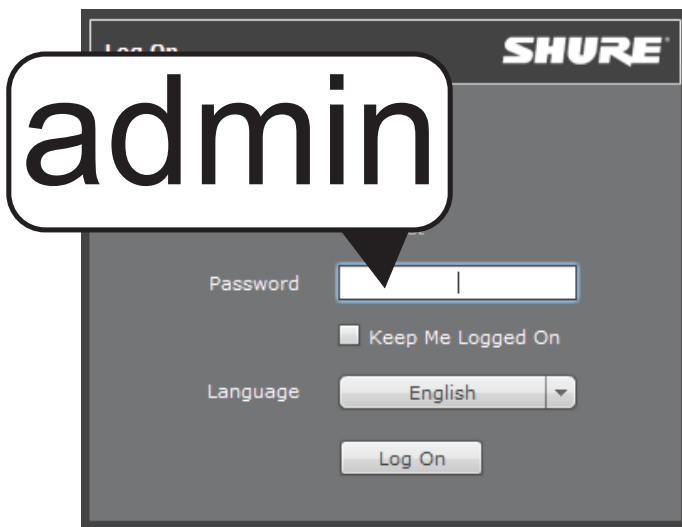 Log On
SHURE
admin
Password
Keep Me Logged On
Language
English
Log On